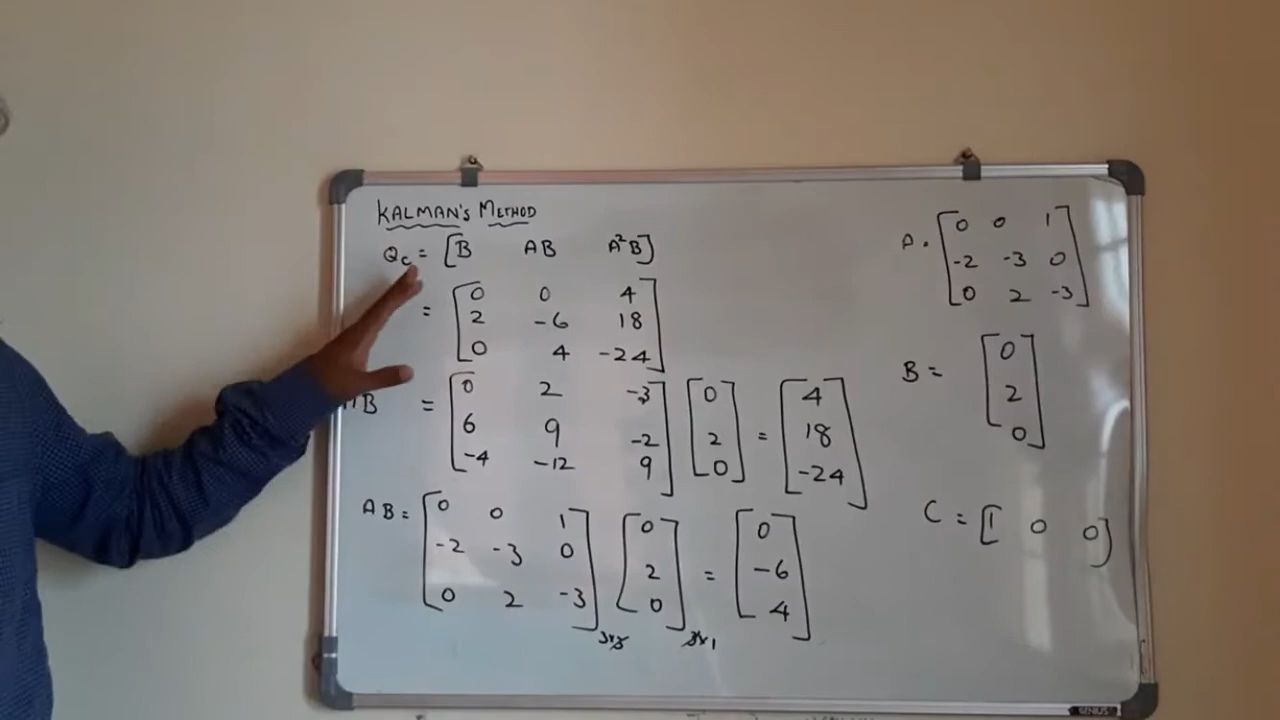 KALMAN'S METHOD
Qc = [B AB A²B]
= [0 0 4
2 -6 18
0 4 -24]
B = [0 2 -3
6 9 -2
-4 -12 9] [0
2
0] = [4
18
-24]
AB = [0 0 1
-2 -3 0
0 2 -3] 3x3 [0
2
0] 3x1 = [0
-6
4]
A. [0 0 1
-2 -3 0
0 2 -3]
B = [0
2
0]
C = [1 0 0]
GENIUS